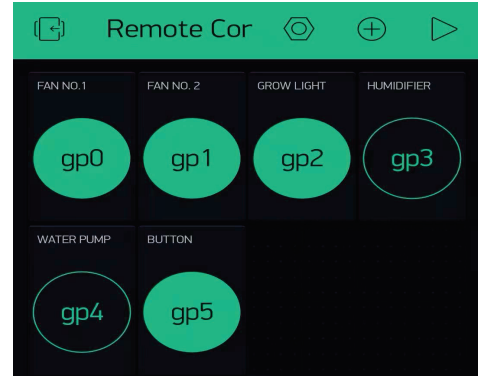 Remote Cor
FAN NO.1 FAN NO. 2 GROW LIGHT HUMIDIFIER
gp0 gp1 gp2 gp3
WATER PUMP BUTTON
gp4 gp5